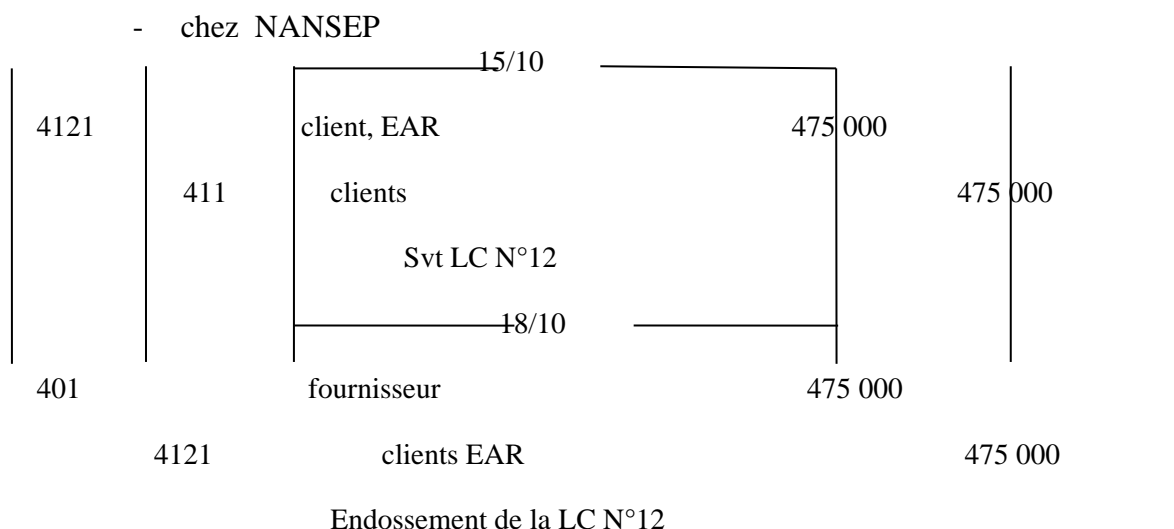 - chez NANSEP
15/10
4121 client, EAR 475 000
411 clients 475 000
Svt LC N°12
18/10
401 fournisseur 475 000
4121 clients EAR 475 000
Endossement de la LC N°12